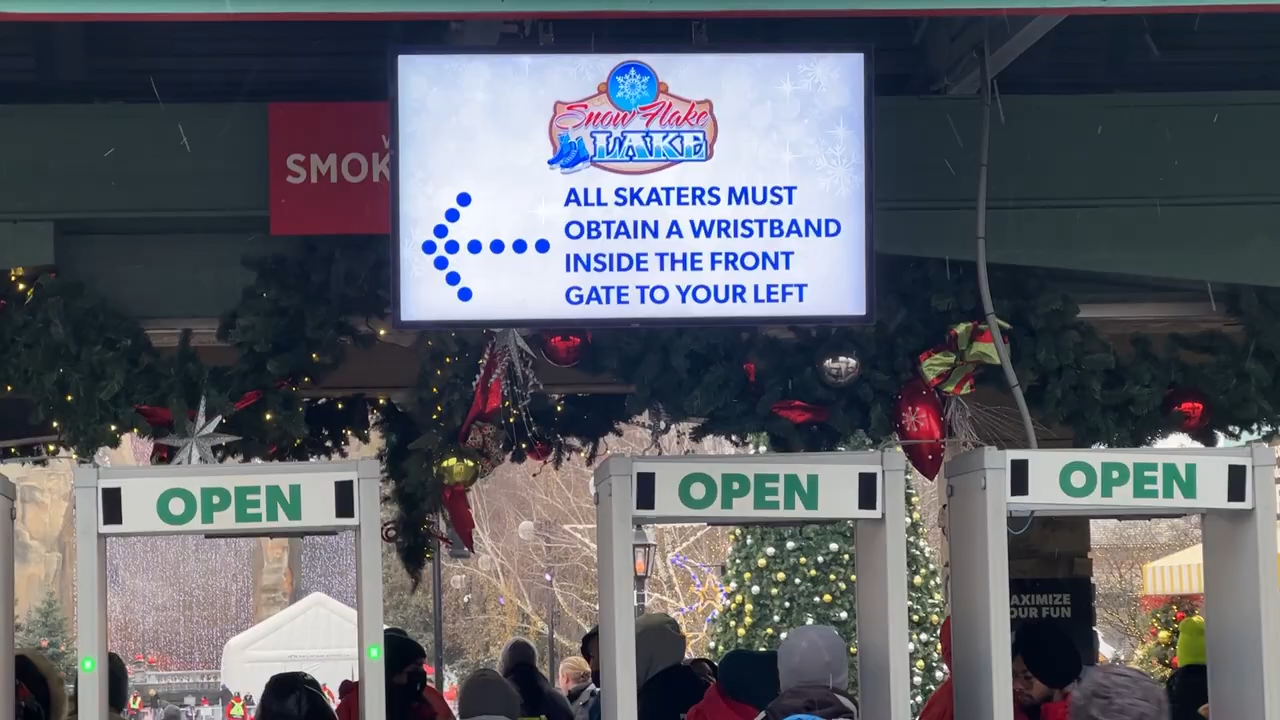 Snow Flake
LAKE
SMOK
ALL SKATERS MUST
OBTAIN A WRISTBAND
INSIDE THE FRONT
GATE TO YOUR LEFT
OPEN
OPEN
OPEN
AXIMIZE
OUR FUN